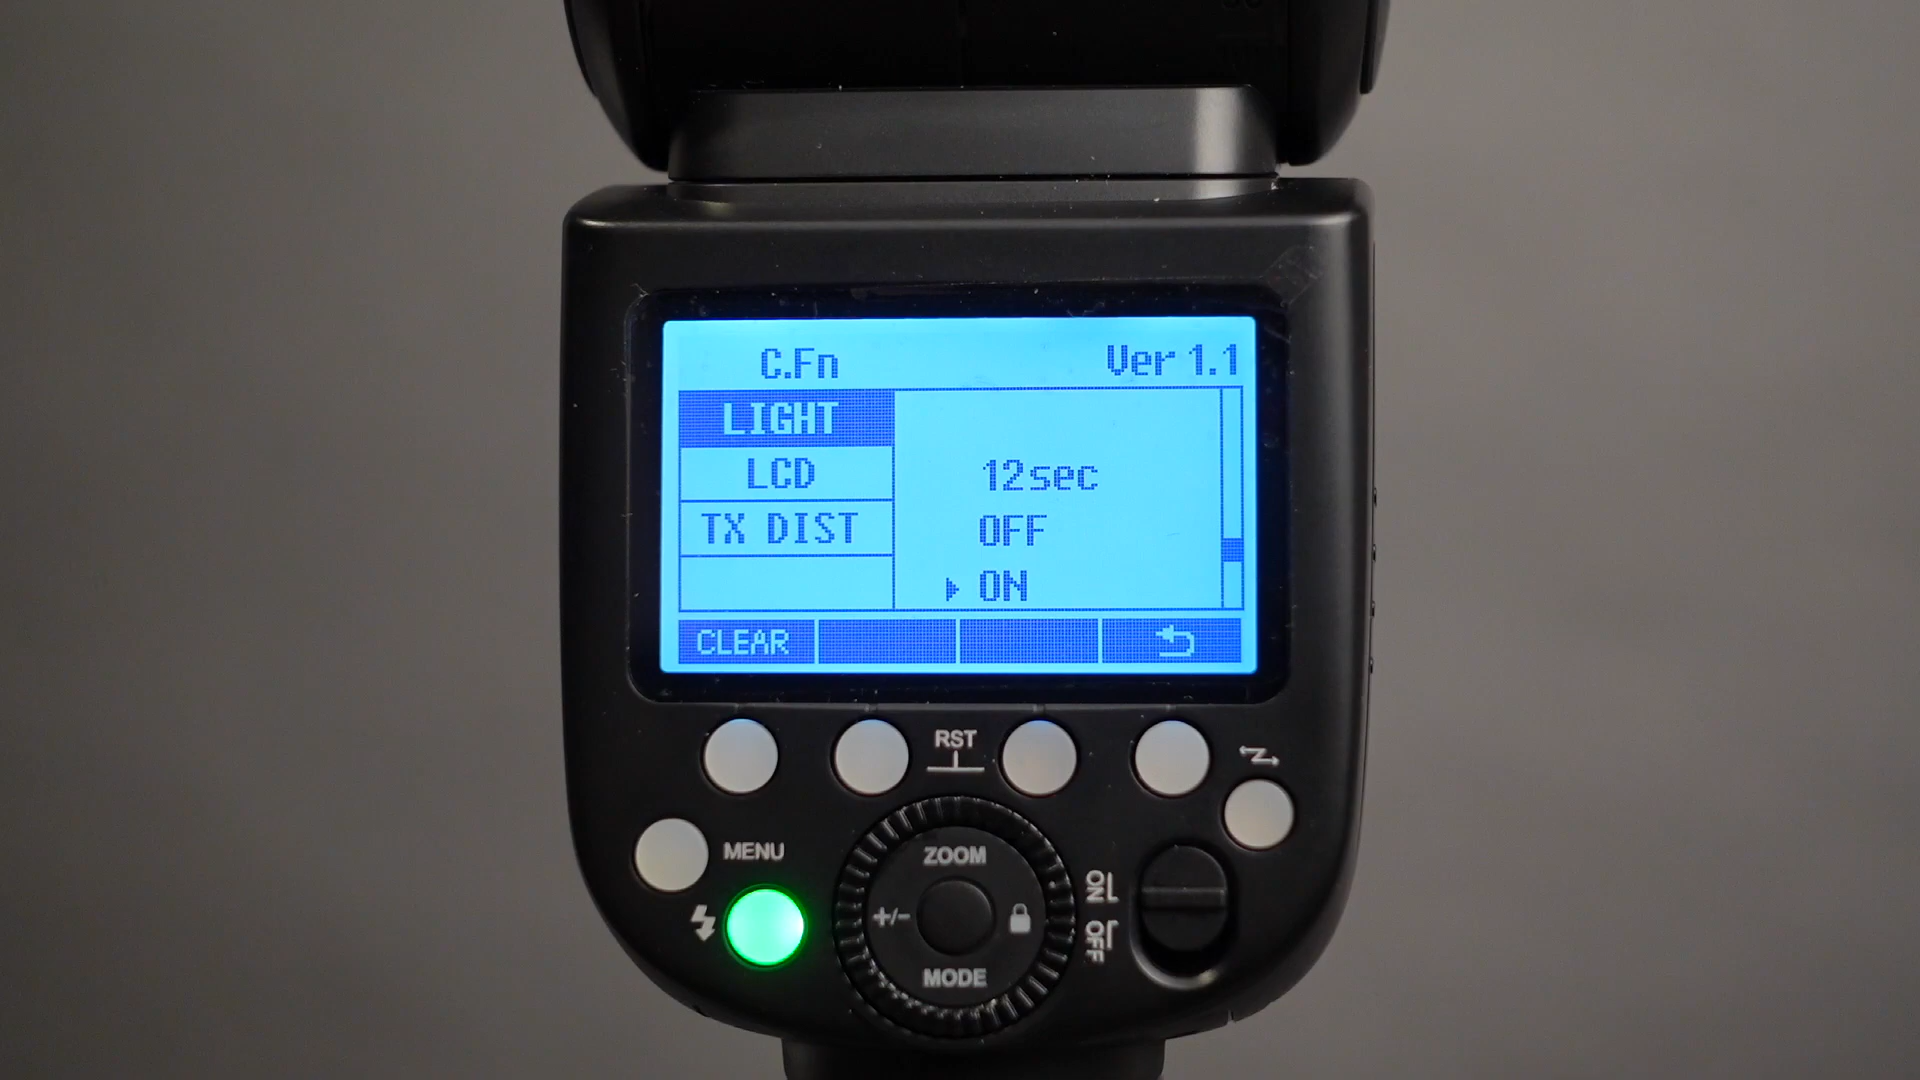 C.Fn Ver 1.1
LIGHT
LCD 12sec
TX DIST OFF
ON
CLEAR
RST
MENU
ZOOM
+/-
MODE
ON
OFF